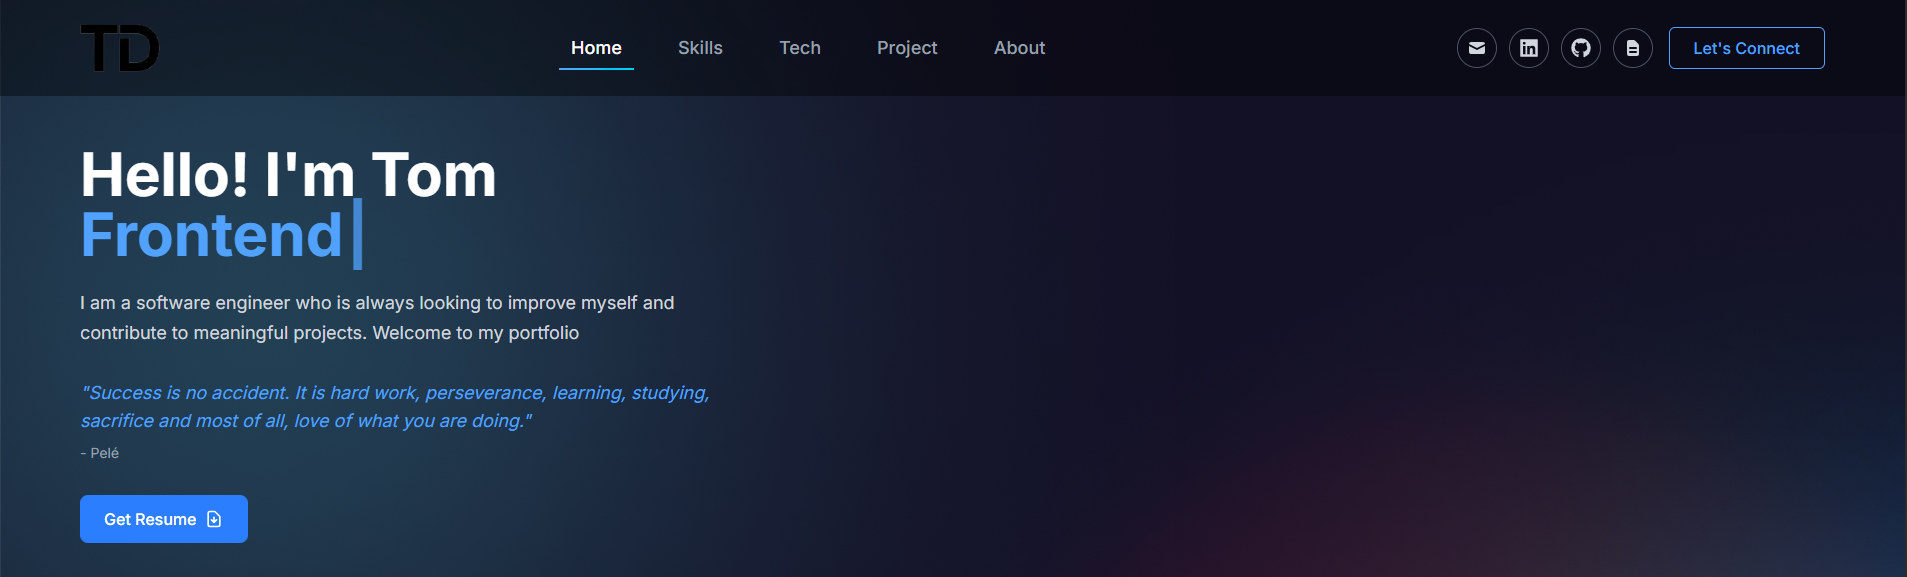 TD
Home
Skills
Tech
Project
About
in
Let's Connect
Hello! I'm Tom
Frontend
I am a software engineer who is always looking to improve myself and
contribute to meaningful projects. Welcome to my portfolio
"Success is no accident. It is hard work, perseverance, learning, studying,
sacrifice and most of all, love of what you are doing."
- Pelé
Get Resume